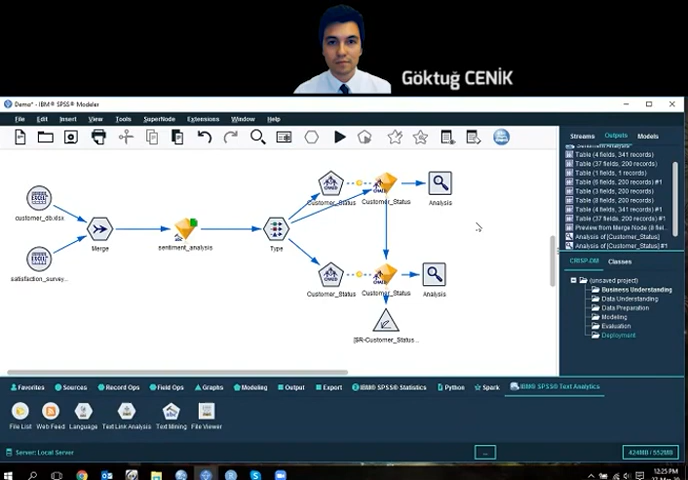 Göktuğ CENİK
Demo* - IBM® SPSS® Modeler
File Edit Insert View Tools SuperNode Extensions Window Help
Streams Outputs Models
Table (4 fields, 341 records)
Table (37 fields, 200 records)
Table (1 fields, 1 records)
Table (6 fields, 200 records) #1
Table (3 fields, 200 records)
Table (8 fields, 200 records)
Table (4 fields, 341 records) #1
Table (37 fields, 200 records) #1
Preview from Merge Node (8 fiel...
Analysis of [Customer_Status]
Analysis of [Customer_Status] #1
customer_db.xlsx
satisfaction_survey...
Merge
sentiment_analysis
Type
Customer_Status
Customer_Status
Analysis
Customer_Status
Customer_Status
Analysis
[SR-Customer_Status...
CRISP-DM Classes
(unsaved project)
Business Understanding
Data Understanding
Data Preparation
Modeling
Evaluation
Deployment
Favorites Sources Record Ops Field Ops Graphs Modeling Output Export IBM® SPSS® Statistics Python Spark IBM® SPSS® Text Analytics
File List Web Feed Language Text Link Analysis Text Mining File Viewer
Server: Local Server
...
424MB / 552MB
12:25 PM